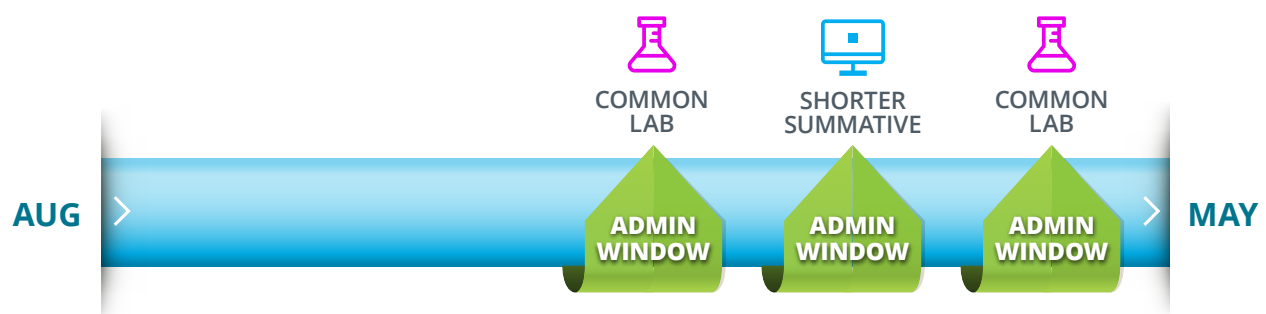 COMMON
LAB
SHORTER
SUMMATIVE
COMMON
LAB
AUG
ADMIN
WINDOW
ADMIN
WINDOW
ADMIN
WINDOW
MAY